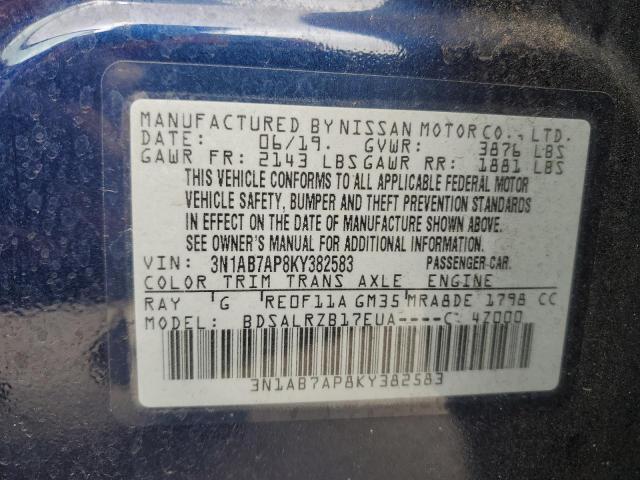 MANUFACTURED BY NISSAN MOTOR CO., LTD.
DATE: 06/19. GVWR: 3876 LBS
GAWR FR: 2143 LBS GAWR RR: 1881 LBS
THIS VEHICLE CONFORMS TO ALL APPLICABLE FEDERAL MOTOR
VEHICLE SAFETY, BUMPER AND THEFT PREVENTION STANDARDS
IN EFFECT ON THE DATE OF MANUFACTURE SHOWN ABOVE.
SEE OWNER'S MANUAL FOR ADDITIONAL INFORMATION.
VIN: 3N1AB7AP8KY382583 PASSENGER CAR.
COLOR TRIM TRANS AXLE ENGINE
RAY G RE0F11A GM35 MRA8DE 1798 CC
MODEL: BDSALRZB17EUA----C: 47000
3N1AB7AP8KY382583